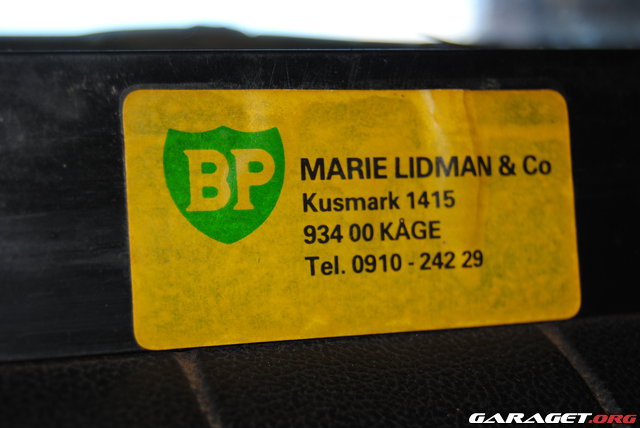 BP
MARIE LIDMAN & Co
Kusmark 1415
934 00 KÅGE
Tel. 0910 - 242 29
GARAGET.ORG